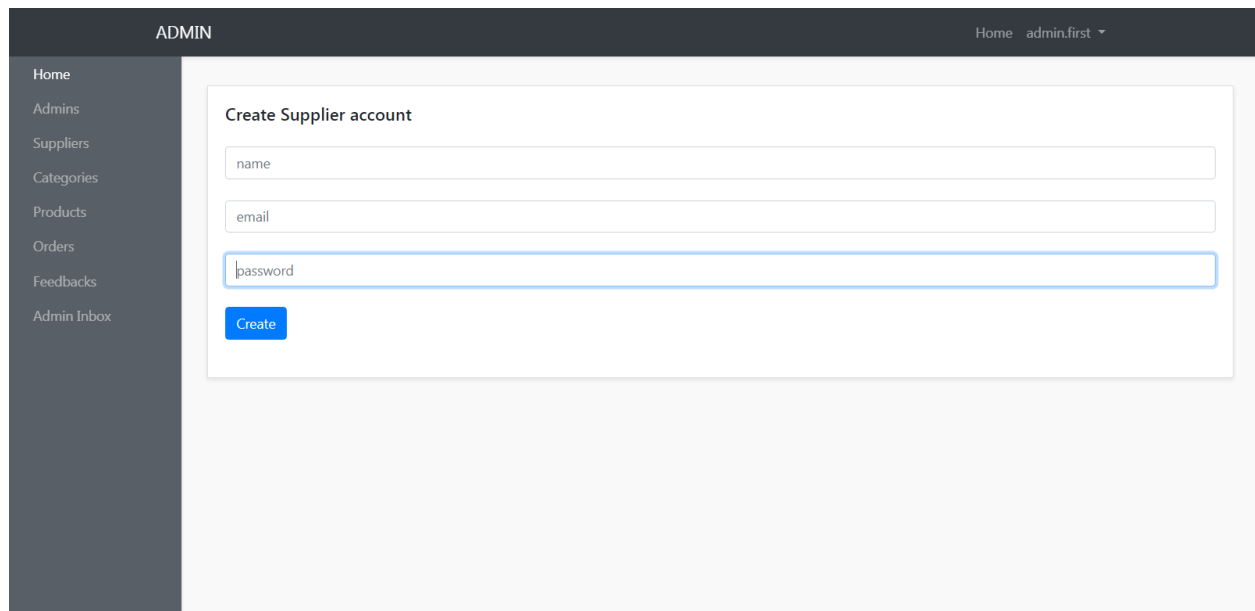 ADMIN
Home admin.first
Home
Admins
Suppliers
Categories
Products
Orders
Feedbacks
Admin Inbox
Create Supplier account
name
email
password
Create